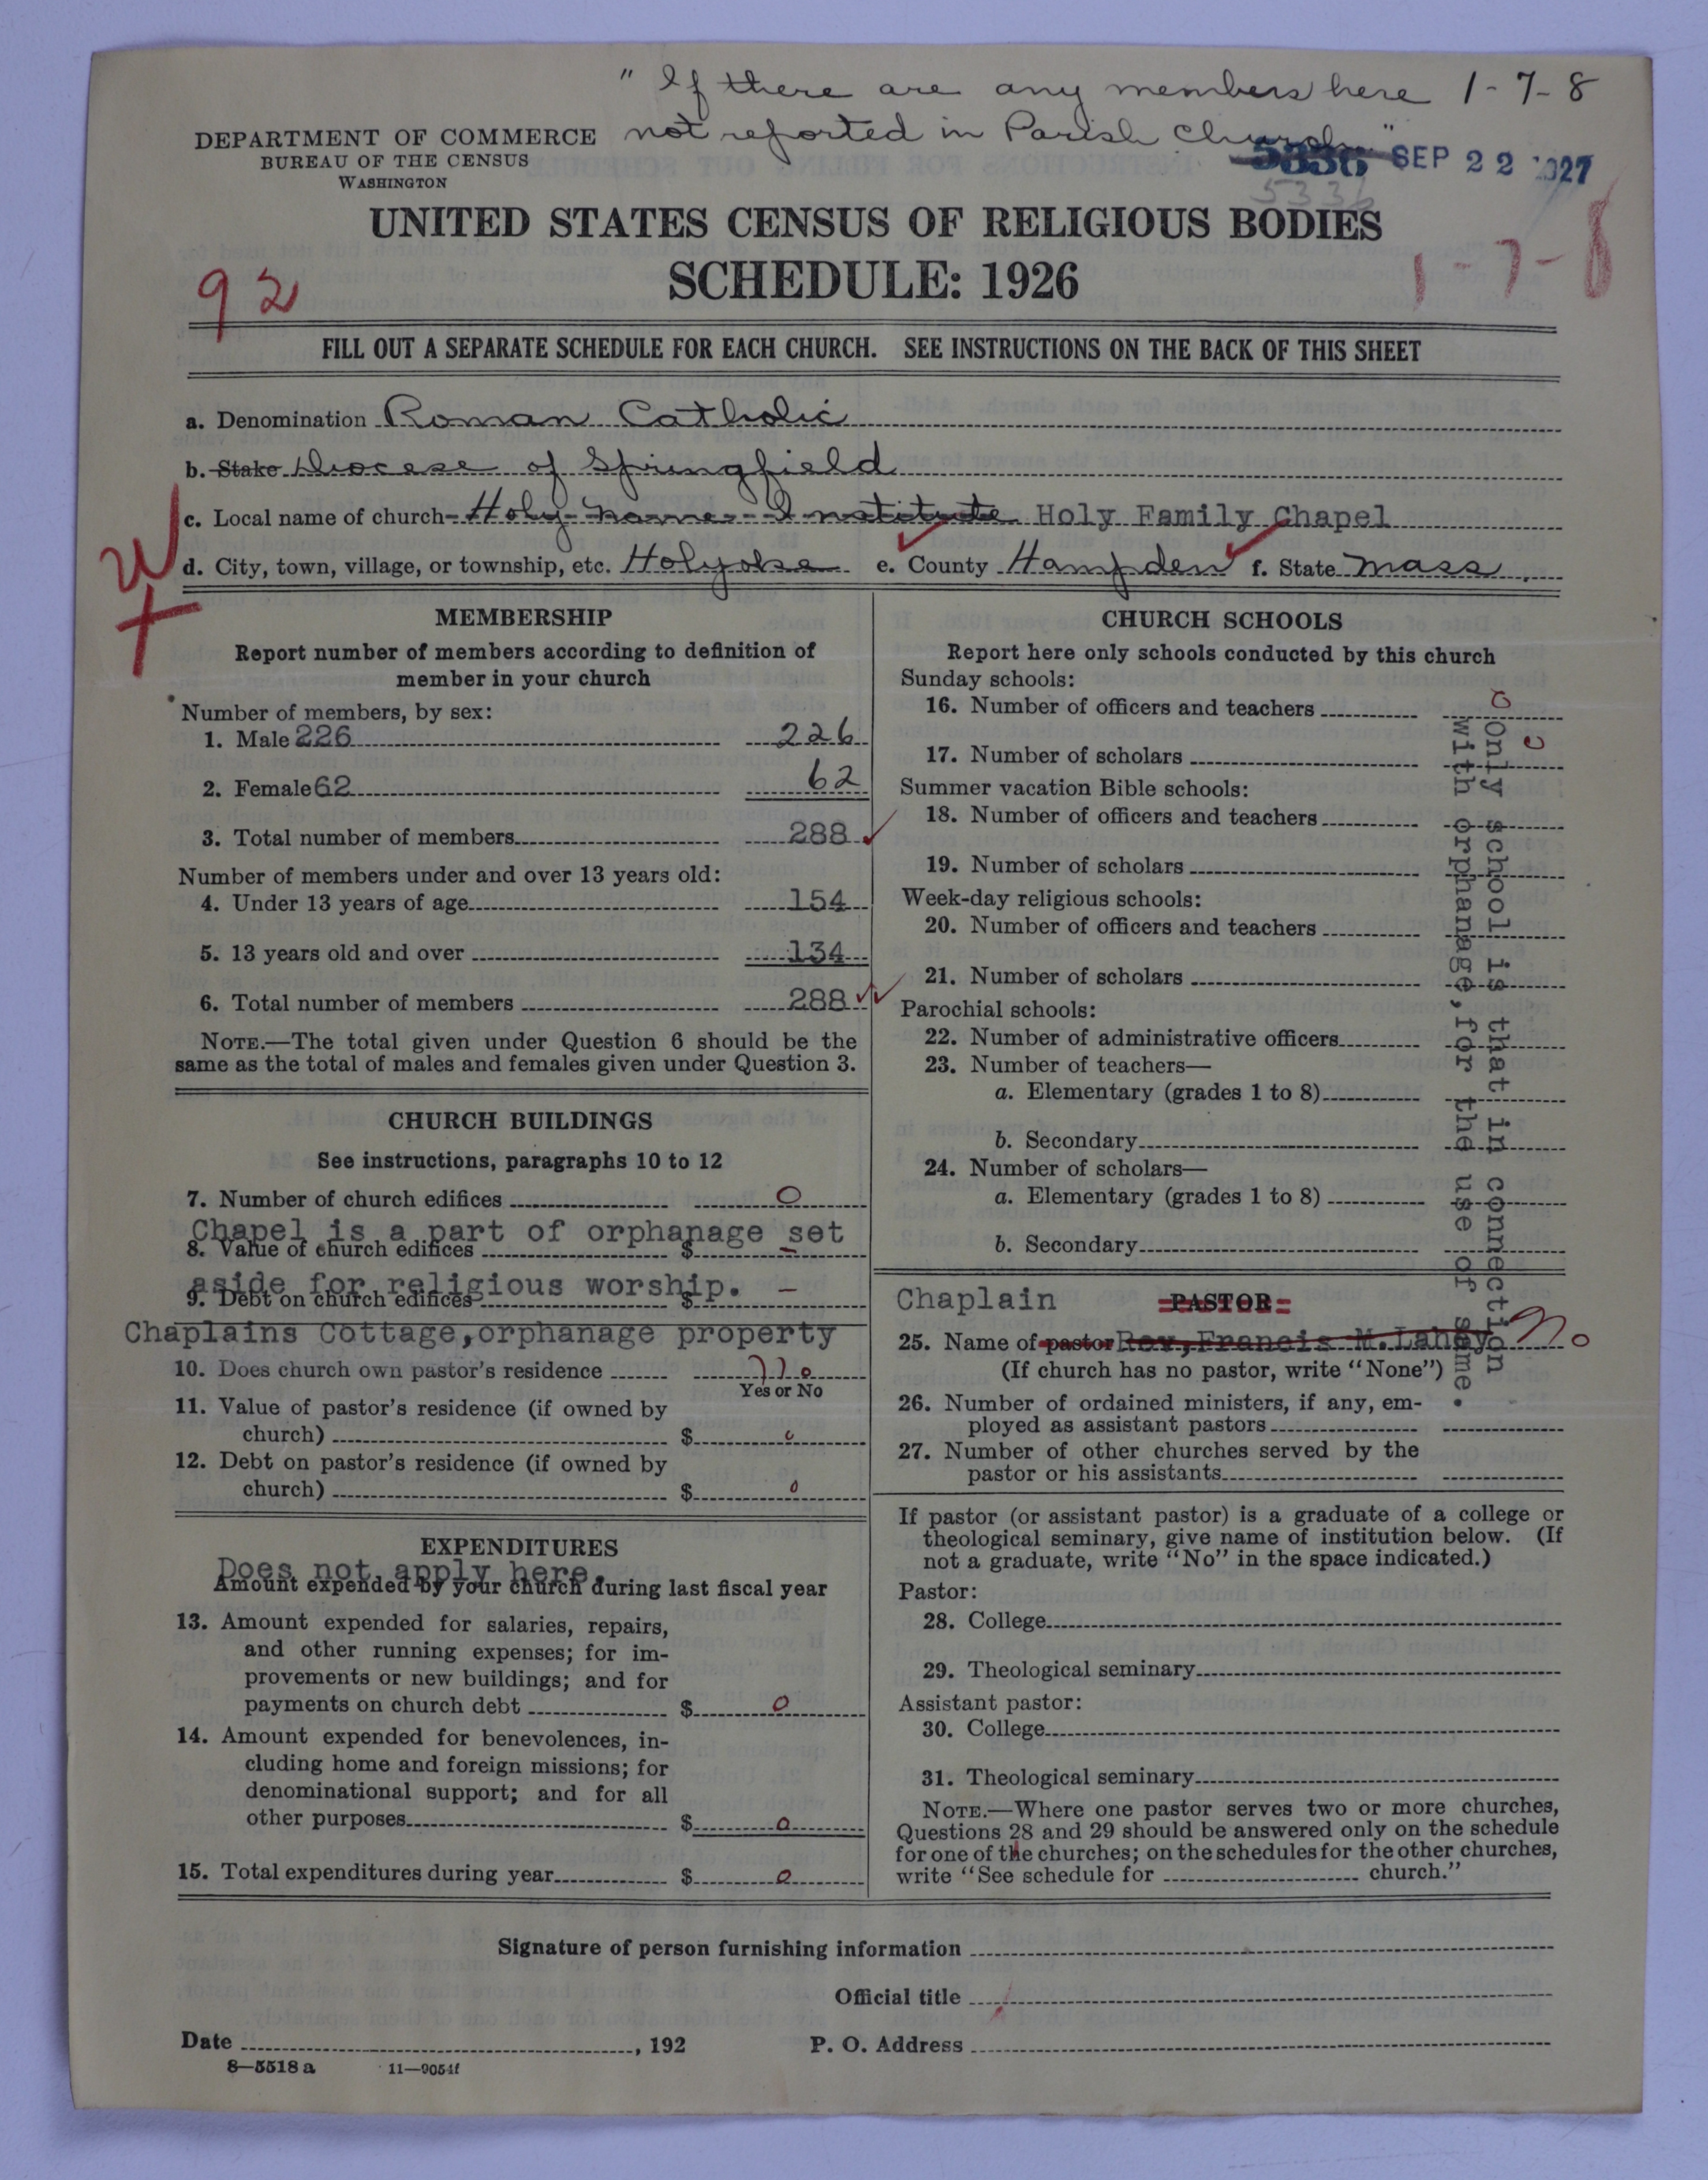 " If there are any members here 1-7-8
not reported in Parish Church"
DEPARTMENT OF COMMERCE
BUREAU OF THE CENSUS
WASHINGTON
5336 SEP 22 1927
5336
UNITED STATES CENSUS OF RELIGIOUS BODIES
SCHEDULE: 1926
92
1-7-8
FILL OUT A SEPARATE SCHEDULE FOR EACH CHURCH. SEE INSTRUCTIONS ON THE BACK OF THIS SHEET
a. Denomination Roman Catholic
b. Stake Diocese of Springfield
c. Local name of church Holy Name Institute Holy Family Chapel
d. City, town, village, or township, etc. Holyoke e. County Hampden f. State Mass.
MEMBERSHIP
Report number of members according to definition of
member in your church
Number of members, by sex:
1. Male 226 226
2. Female 62 62
3. Total number of members 288
Number of members under and over 13 years old:
4. Under 13 years of age 154
5. 13 years old and over 134
6. Total number of members 288
NOTE.—The total given under Question 6 should be the
same as the total of males and females given under Question 3.
CHURCH BUILDINGS
See instructions, paragraphs 10 to 12
7. Number of church edifices 0
Chapel is a part of orphanage set
8. Value of church edifices $ –
aside for religious worship. –
9. Debt on church edifices $
Chaplains Cottage,orphanage property
10. Does church own pastor's residence no
Yes or No
11. Value of pastor's residence (if owned by
church) $ 0
12. Debt on pastor's residence (if owned by
church) $ 0
EXPENDITURES
Does not apply here.
Amount expended by your church during last fiscal year
13. Amount expended for salaries, repairs,
and other running expenses; for im-
provements or new buildings; and for
payments on church debt $ 0
14. Amount expended for benevolences, in-
cluding home and foreign missions; for
denominational support; and for all
other purposes $ 0
15. Total expenditures during year $ 0
CHURCH SCHOOLS
Report here only schools conducted by this church
Sunday schools:
16. Number of officers and teachers 0
17. Number of scholars 0
Summer vacation Bible schools:
18. Number of officers and teachers
19. Number of scholars
Week-day religious schools:
20. Number of officers and teachers
21. Number of scholars
Parochial schools:
22. Number of administrative officers
23. Number of teachers—
a. Elementary (grades 1 to 8)
b. Secondary
24. Number of scholars—
a. Elementary (grades 1 to 8)
b. Secondary
Only school is that in connection
with orphanage,for the use of same.
Chaplain PASTOR
25. Name of pastor Rev,Francis M.Lahey No
(If church has no pastor, write "None")
26. Number of ordained ministers, if any, em-
ployed as assistant pastors
27. Number of other churches served by the
pastor or his assistants
If pastor (or assistant pastor) is a graduate of a college or
theological seminary, give name of institution below. (If
not a graduate, write "No" in the space indicated.)
Pastor:
28. College
29. Theological seminary
Assistant pastor:
30. College
31. Theological seminary
NOTE.—Where one pastor serves two or more churches,
Questions 28 and 29 should be answered only on the schedule
for one of the churches; on the schedules for the other churches,
write "See schedule for church."
Signature of person furnishing information
Official title
Date , 192 P. O. Address
8—5518 a 11—9054f